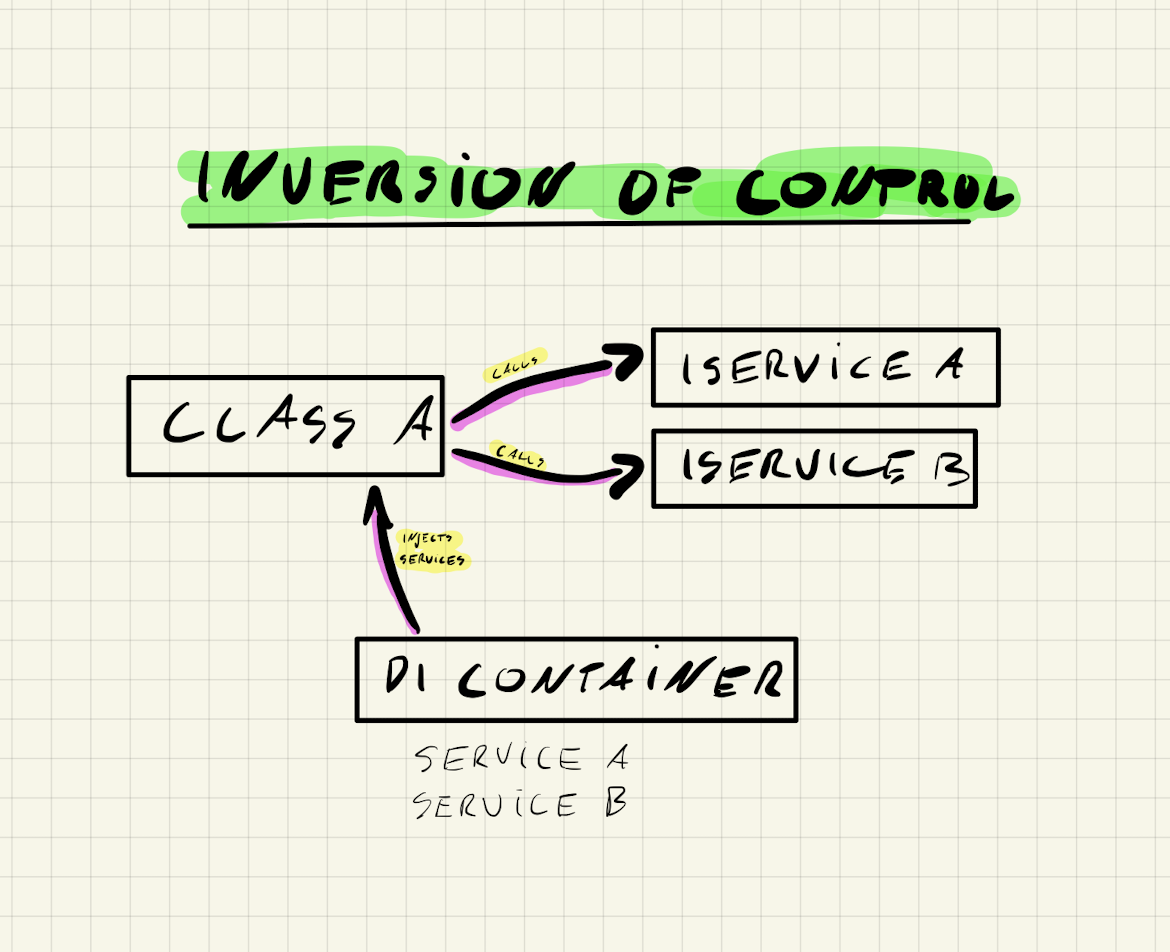 INVERSION OF CONTROL
CALLS
ISERVICE A
CLASS A
CALLS
ISERVICE B
INJECTS
SERVICES
DI CONTAINER
SERVICE A
SERVICE B